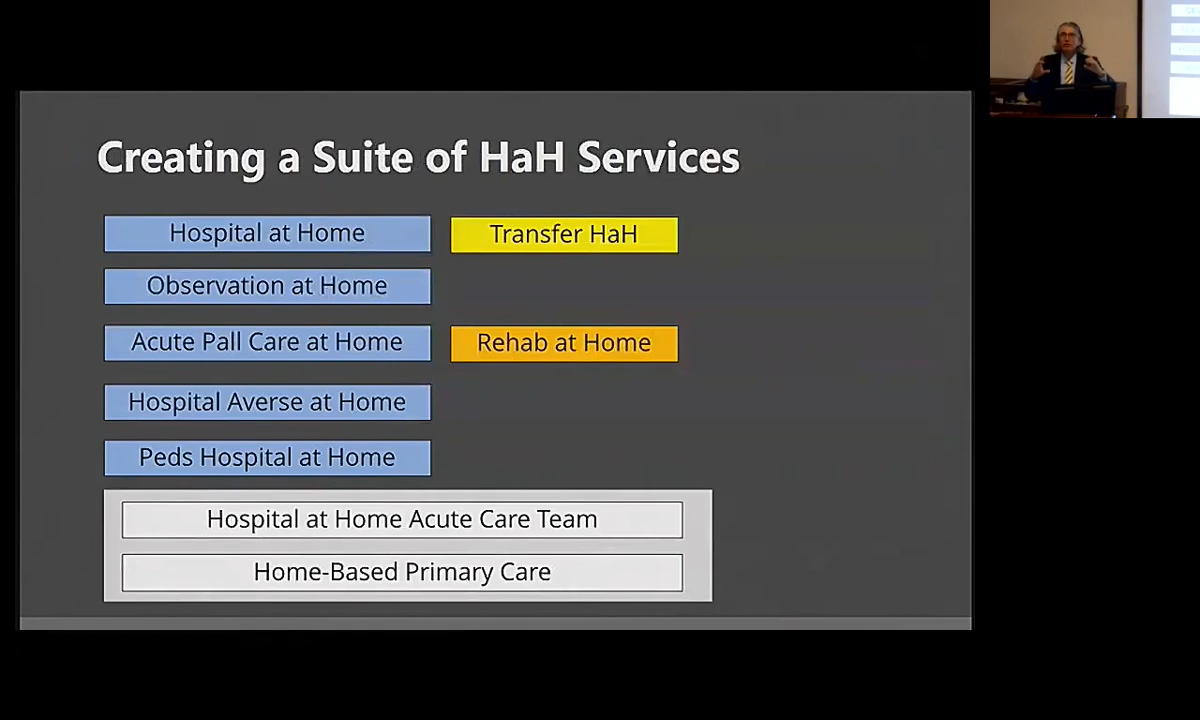 Creating a Suite of HaH Services
Hospital at Home
Transfer HaH
Observation at Home
Acute Pall Care at Home
Rehab at Home
Hospital Averse at Home
Peds Hospital at Home
Hospital at Home Acute Care Team
Home-Based Primary Care